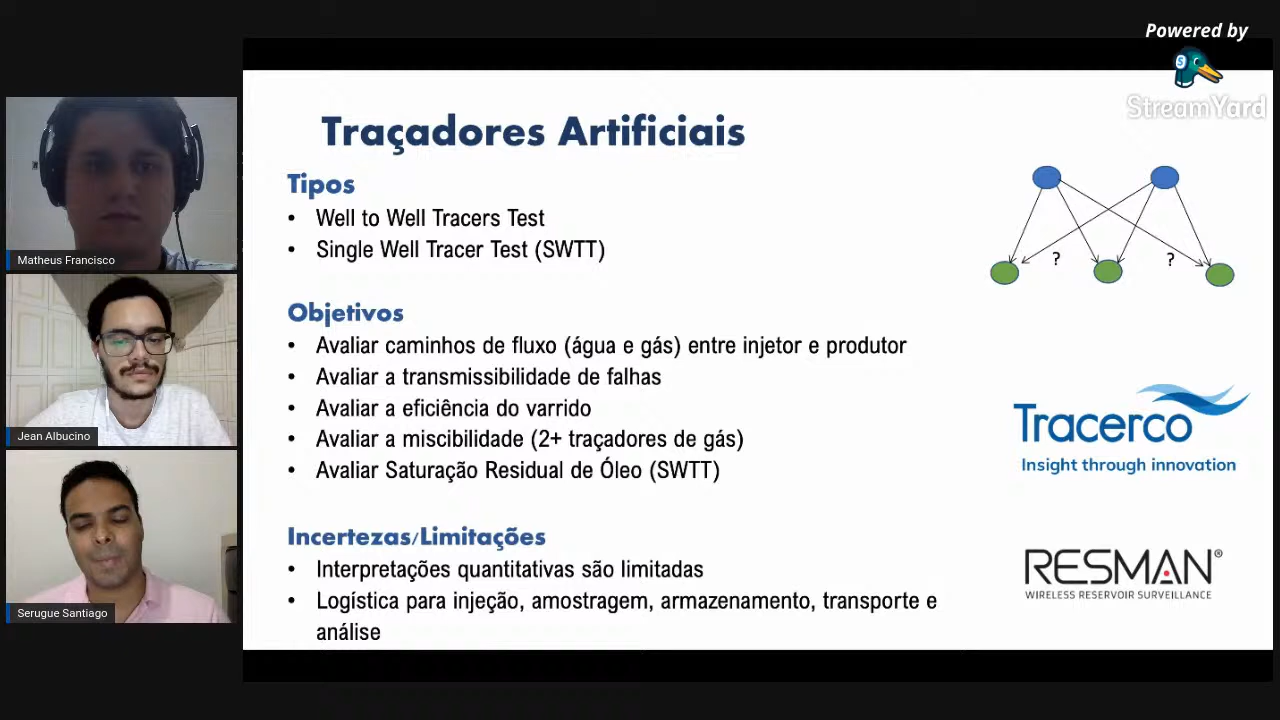 Powered by
StreamYard
Traçadores Artificiais
Tipos
• Well to Well Tracers Test
• Single Well Tracer Test (SWTT)
Objetivos
• Avaliar caminhos de fluxo (água e gás) entre injetor e produtor
• Avaliar a transmissibilidade de falhas
• Avaliar a eficiência do varrido
• Avaliar a miscibilidade (2+ traçadores de gás)
• Avaliar Saturação Residual de Óleo (SWTT)
Incertezas/Limitações
• Interpretações quantitativas são limitadas
• Logística para injeção, amostragem, armazenamento, transporte e
análise
? ?
Tracerco
Insight through innovation
RESMAN®
WIRELESS RESERVOIR SURVEILLANCE
Matheus Francisco
Jean Albucino
Serugue Santiago